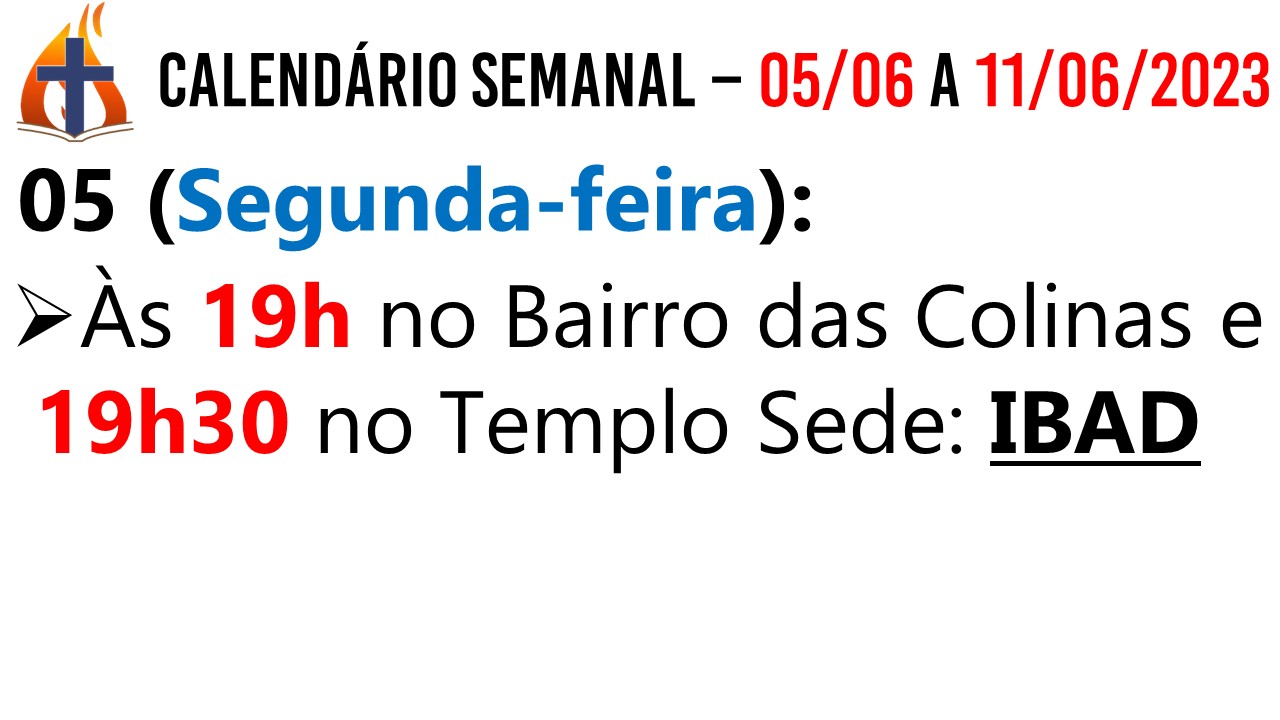 CALENDÁRIO SEMANAL – 05/06 A 11/06/2023
05 (Segunda-feira):
➢Às 19h no Bairro das Colinas e
19h30 no Templo Sede: IBAD